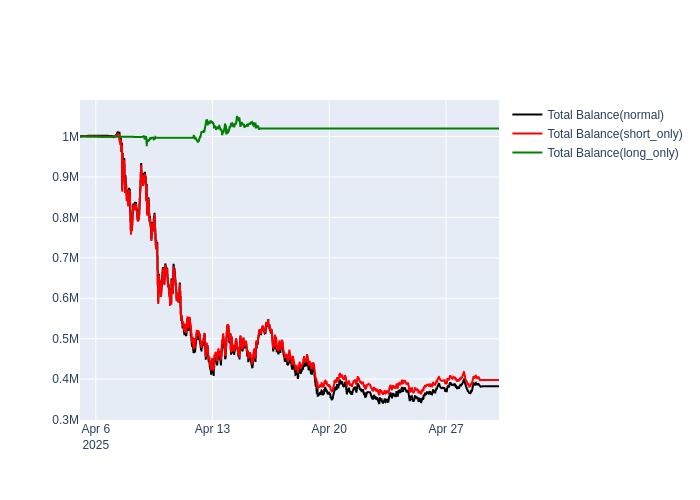 Total Balance(normal)
Total Balance(short_only)
Total Balance(long_only)
1M
0.9M
0.8M
0.7M
0.6M
0.5M
0.4M
0.3M
Apr 6
2025
Apr 13
Apr 20
Apr 27